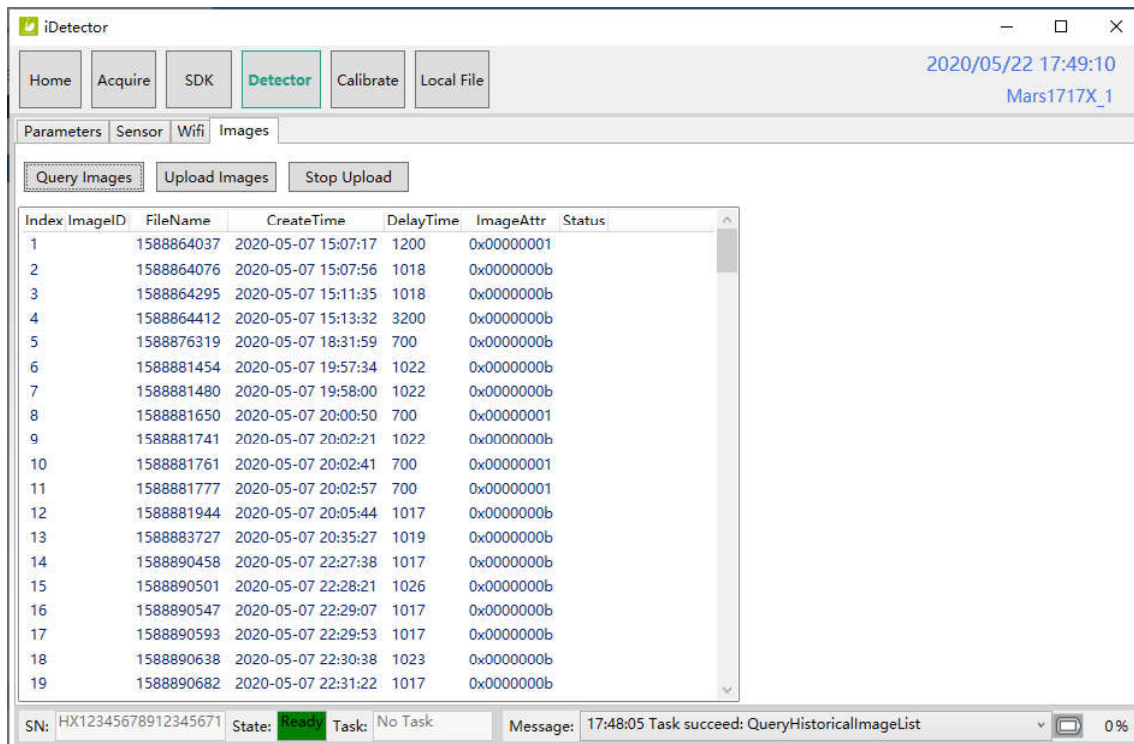 iDetector
Home Acquire SDK Detector Calibrate Local File
2020/05/22 17:49:10
Mars1717X_1
Parameters Sensor Wifi Images
Query Images Upload Images Stop Upload
Index ImageID FileName CreateTime DelayTime ImageAttr Status
1 1588864037 2020-05-07 15:07:17 1200 0x00000001
2 1588864076 2020-05-07 15:07:56 1018 0x0000000b
3 1588864295 2020-05-07 15:11:35 1018 0x0000000b
4 1588864412 2020-05-07 15:13:32 3200 0x0000000b
5 1588876319 2020-05-07 18:31:59 700 0x0000000b
6 1588881454 2020-05-07 19:57:34 1022 0x0000000b
7 1588881480 2020-05-07 19:58:00 1022 0x0000000b
8 1588881650 2020-05-07 20:00:50 700 0x00000001
9 1588881741 2020-05-07 20:02:21 1022 0x0000000b
10 1588881761 2020-05-07 20:02:41 700 0x00000001
11 1588881777 2020-05-07 20:02:57 700 0x00000001
12 1588881944 2020-05-07 20:05:44 1017 0x0000000b
13 1588883727 2020-05-07 20:35:27 1019 0x0000000b
14 1588890458 2020-05-07 22:27:38 1017 0x0000000b
15 1588890501 2020-05-07 22:28:21 1026 0x0000000b
16 1588890547 2020-05-07 22:29:07 1017 0x0000000b
17 1588890593 2020-05-07 22:29:53 1017 0x0000000b
18 1588890638 2020-05-07 22:30:38 1023 0x0000000b
19 1588890682 2020-05-07 22:31:22 1017 0x0000000b
SN: HX12345678912345671 State: Ready Task: No Task Message: 17:48:05 Task succeed: QueryHistoricalImageList 0%